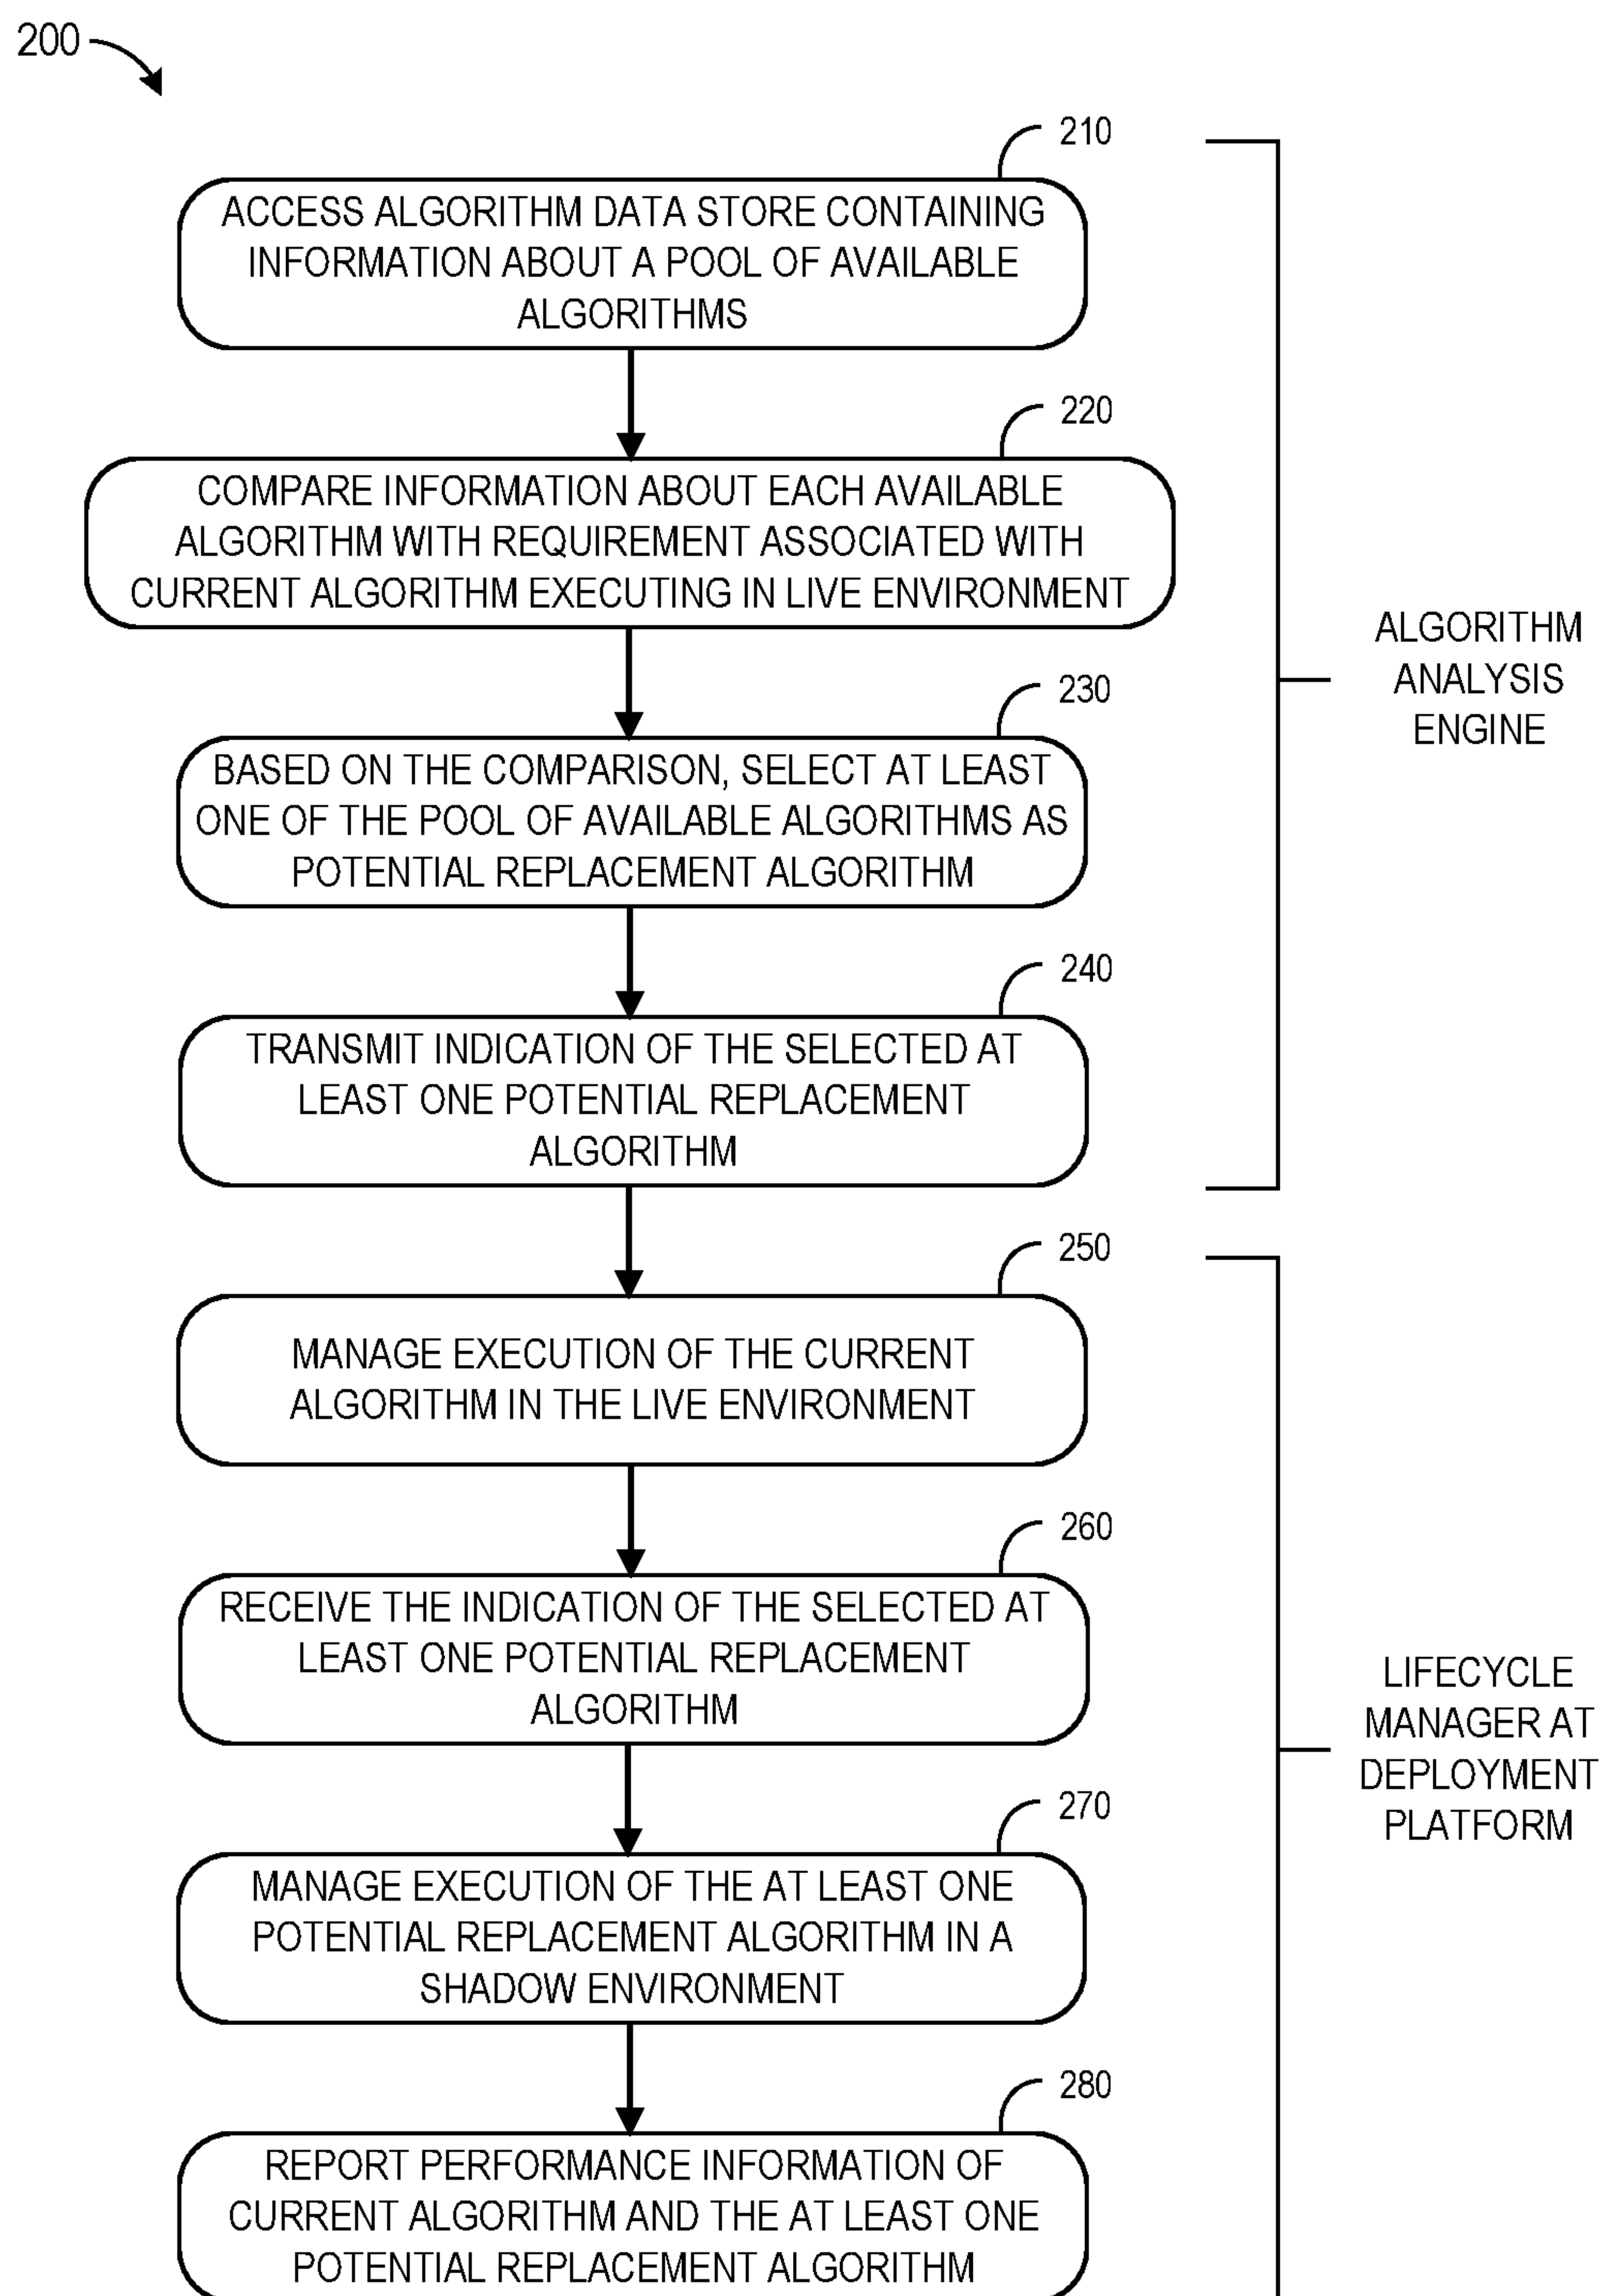 200
210
ACCESS ALGORITHM DATA STORE CONTAINING
INFORMATION ABOUT A POOL OF AVAILABLE
ALGORITHMS
220
COMPARE INFORMATION ABOUT EACH AVAILABLE
ALGORITHM WITH REQUIREMENT ASSOCIATED WITH
CURRENT ALGORITHM EXECUTING IN LIVE ENVIRONMENT
230
BASED ON THE COMPARISON, SELECT AT LEAST
ONE OF THE POOL OF AVAILABLE ALGORITHMS AS
POTENTIAL REPLACEMENT ALGORITHM
240
TRANSMIT INDICATION OF THE SELECTED AT
LEAST ONE POTENTIAL REPLACEMENT
ALGORITHM
ALGORITHM
ANALYSIS
ENGINE
250
MANAGE EXECUTION OF THE CURRENT
ALGORITHM IN THE LIVE ENVIRONMENT
260
RECEIVE THE INDICATION OF THE SELECTED AT
LEAST ONE POTENTIAL REPLACEMENT
ALGORITHM
270
MANAGE EXECUTION OF THE AT LEAST ONE
POTENTIAL REPLACEMENT ALGORITHM IN A
SHADOW ENVIRONMENT
280
REPORT PERFORMANCE INFORMATION OF
CURRENT ALGORITHM AND THE AT LEAST ONE
POTENTIAL REPLACEMENT ALGORITHM
LIFECYCLE
MANAGER AT
DEPLOYMENT
PLATFORM